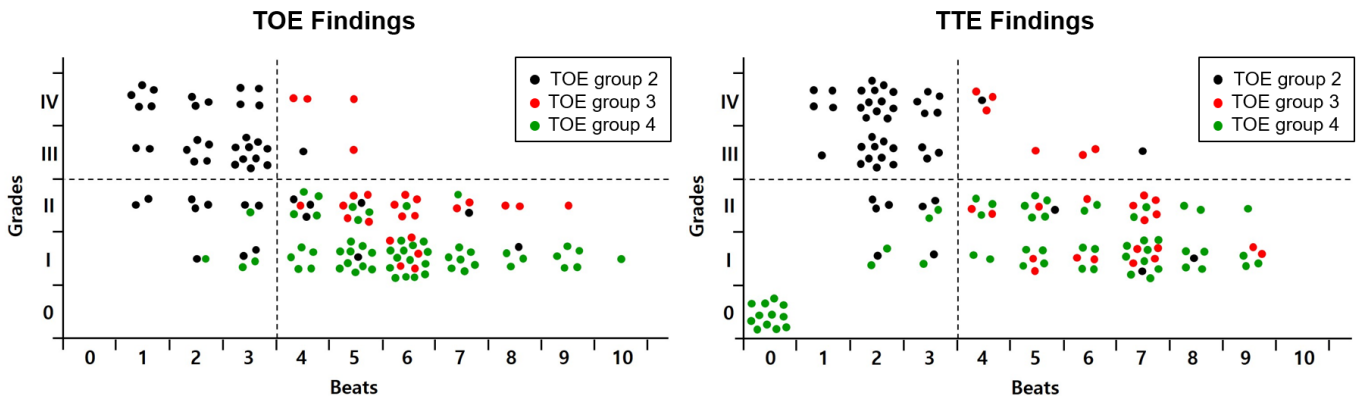 TOE Findings
TOE group 2
TOE group 3
TOE group 4
Grades
IV
III
II
I
0
0 1 2 3 4 5 6 7 8 9 10
Beats
TTE Findings
TOE group 2
TOE group 3
TOE group 4
Grades
IV
III
II
I
0
0 1 2 3 4 5 6 7 8 9 10
Beats